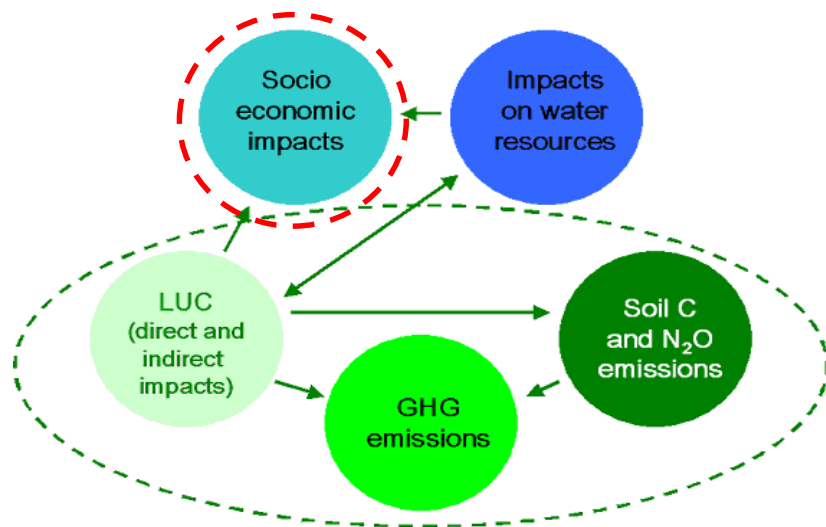 Socio
economic
impacts
Impacts
on water
resources
LUC
(direct and
indirect
impacts)
Soil C
and N₂O
emissions
GHG
emissions